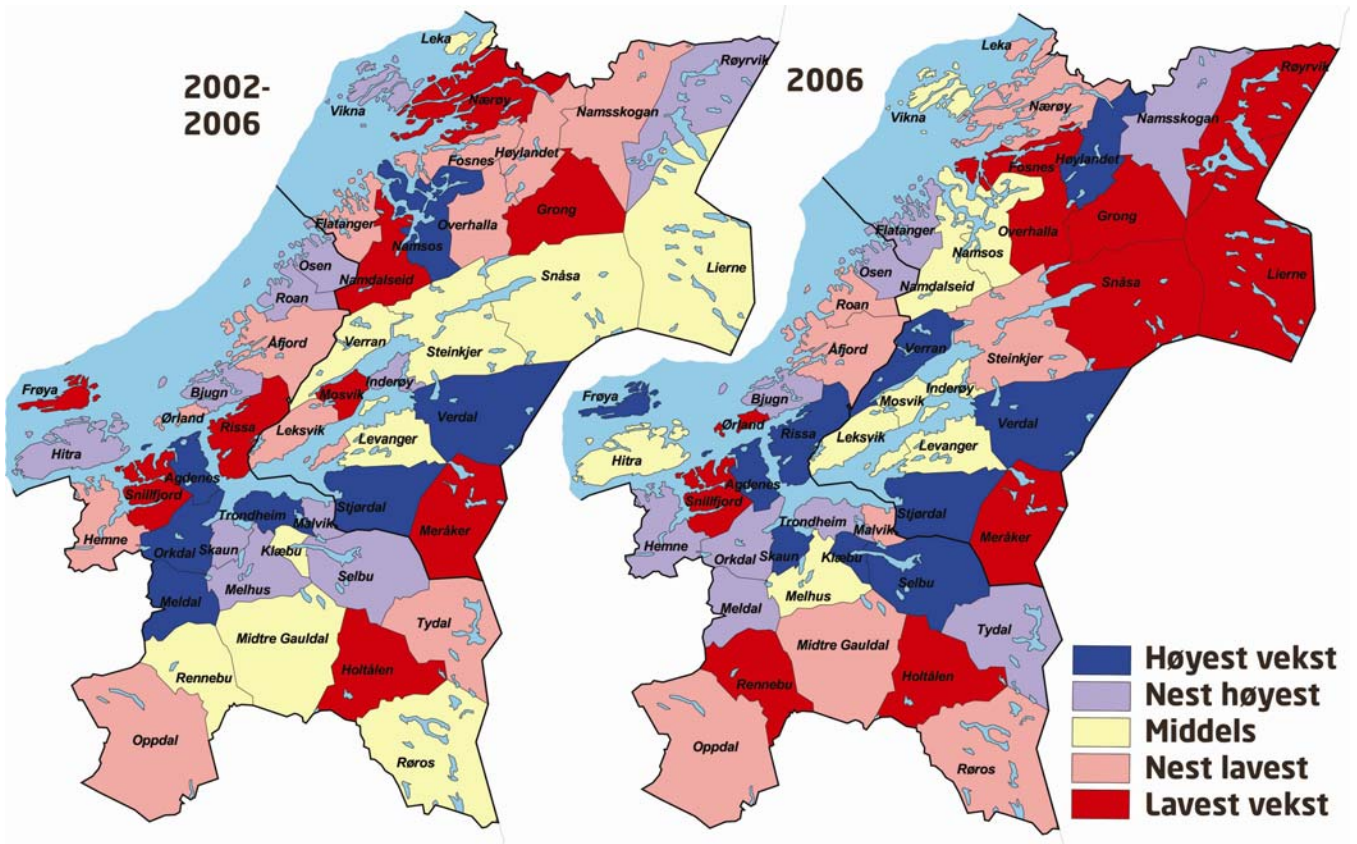 2002-
2006
Leka
Røyrvik
Vikna
Nærøy
Namsskogan
Fosnes
Høylandet
Flatanger
Overhalla
Grong
Namsos
Osen
Namdalseid
Snåsa
Lierne
Roan
Åfjord
Verran
Steinkjer
Frøya
Bjugn
Mosvik
Inderøy
Ørland
Rissa
Leksvik
Verdal
Hitra
Levanger
Agdenes
Snillfjord
Stjørdal
Trondheim
Malvik
Meråker
Hemne
Orkdal
Skaun
Klæbu
Selbu
Meldal
Melhus
Tydal
Midtre Gauldal
Rennebu
Holtålen
Oppdal
Røros
2006
Leka
Røyrvik
Vikna
Nærøy
Namsskogan
Fosnes
Høylandet
Flatanger
Overhalla
Grong
Namsos
Osen
Namdalseid
Snåsa
Lierne
Roan
Åfjord
Verran
Steinkjer
Frøya
Bjugn
Mosvik
Inderøy
Ørland
Rissa
Leksvik
Verdal
Hitra
Levanger
Agdenes
Snillfjord
Stjørdal
Trondheim
Malvik
Meråker
Hemne
Orkdal
Skaun
Klæbu
Selbu
Meldal
Melhus
Tydal
Midtre Gauldal
Rennebu
Holtålen
Oppdal
Røros
Høyest vekst
Nest høyest
Middels
Nest lavest
Lavest vekst